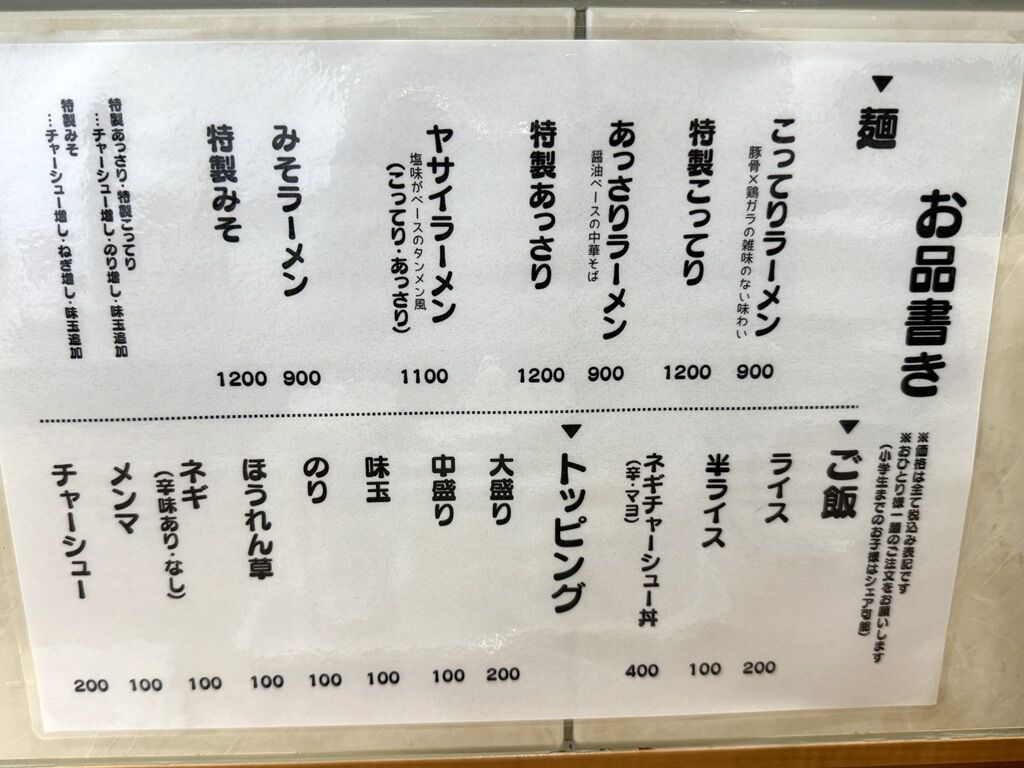 お品書き
※価格は全て税込み表記です
※おひとり様一麺のご注文をお願いします
(小学生までのお子様はシェア可能)
▼麺
こってりラーメン 900
豚骨×鶏ガラの雑味のない味わい
特製こってり 1200
あっさりラーメン 900
醤油ベースの中華そば
特製あっさり 1200
ヤサイラーメン 1100
塩味がベースのタンメン風
(こってり・あっさり)
みそラーメン 900
特製みそ 1200
特製あっさり・特製こってり
…チャーシュー増し・のり増し・味玉追加
特製みそ
…チャーシュー増し・ねぎ増し・味玉追加
▼ご飯
ライス 200
半ライス 100
ネギチャーシュー丼 400
(辛・マヨ)
▼トッピング
大盛り 200
中盛り 100
味玉 100
のり 100
ほうれん草 100
ネギ 100
(辛味あり・なし)
メンマ 100
チャーシュー 200